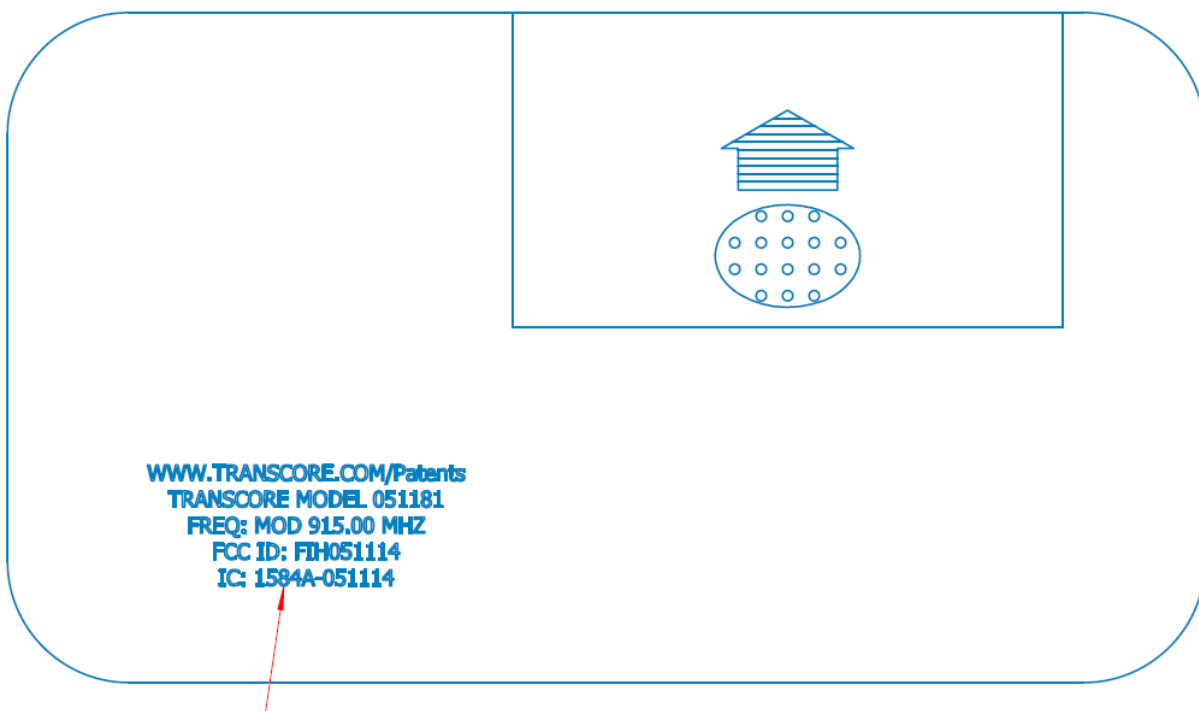 WWW.TRANSCORE.COM/Patents
TRANSCORE MODEL 051181
FREQ: MOD 915.00 MHZ
FCC ID: FIH051114
IC: 1584A-051114